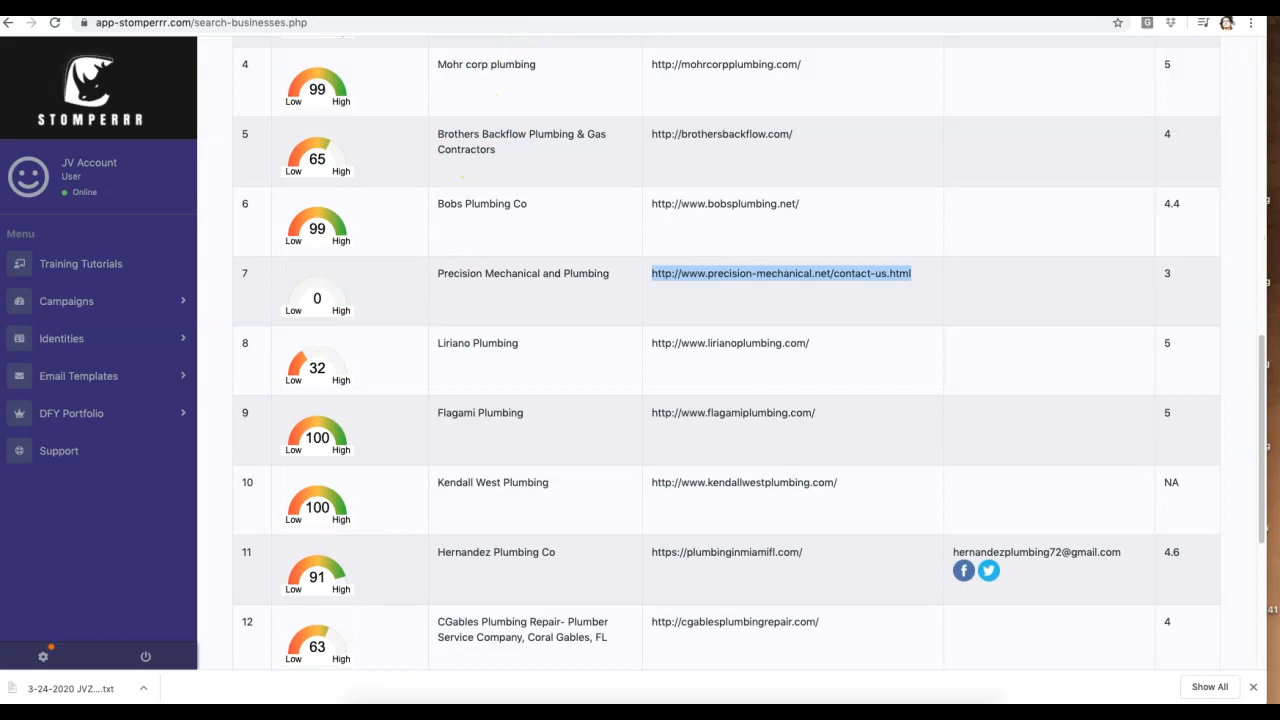 app-stomperrr.com/search-businesses.php
STOMPERRR
JV Account
User
Online
Menu
Training Tutorials
Campaigns
Identities
Email Templates
DFY Portfolio
Support
4
99
Low High
Mohr corp plumbing
http://mohrcorpplumbing.com/
5
5
65
Low High
Brothers Backflow Plumbing & Gas
Contractors
http://brothersbackflow.com/
4
6
99
Low High
Bobs Plumbing Co
http://www.bobsplumbing.net/
4.4
7
0
Low High
Precision Mechanical and Plumbing
http://www.precision-mechanical.net/contact-us.html
3
8
32
Low High
Liriano Plumbing
http://www.lirianoplumbing.com/
5
9
100
Low High
Flagami Plumbing
http://www.flagamiplumbing.com/
5
10
100
Low High
Kendall West Plumbing
http://www.kendallwestplumbing.com/
NA
11
91
Low High
Hernandez Plumbing Co
https://plumbinginmiamifl.com/
hernandezplumbing72@gmail.com
4.6
12
63
Low High
CGables Plumbing Repair- Plumber
Service Company, Coral Gables, FL
http://cgablesplumbingrepair.com/
4
3-24-2020 JVZ....txt
Show All